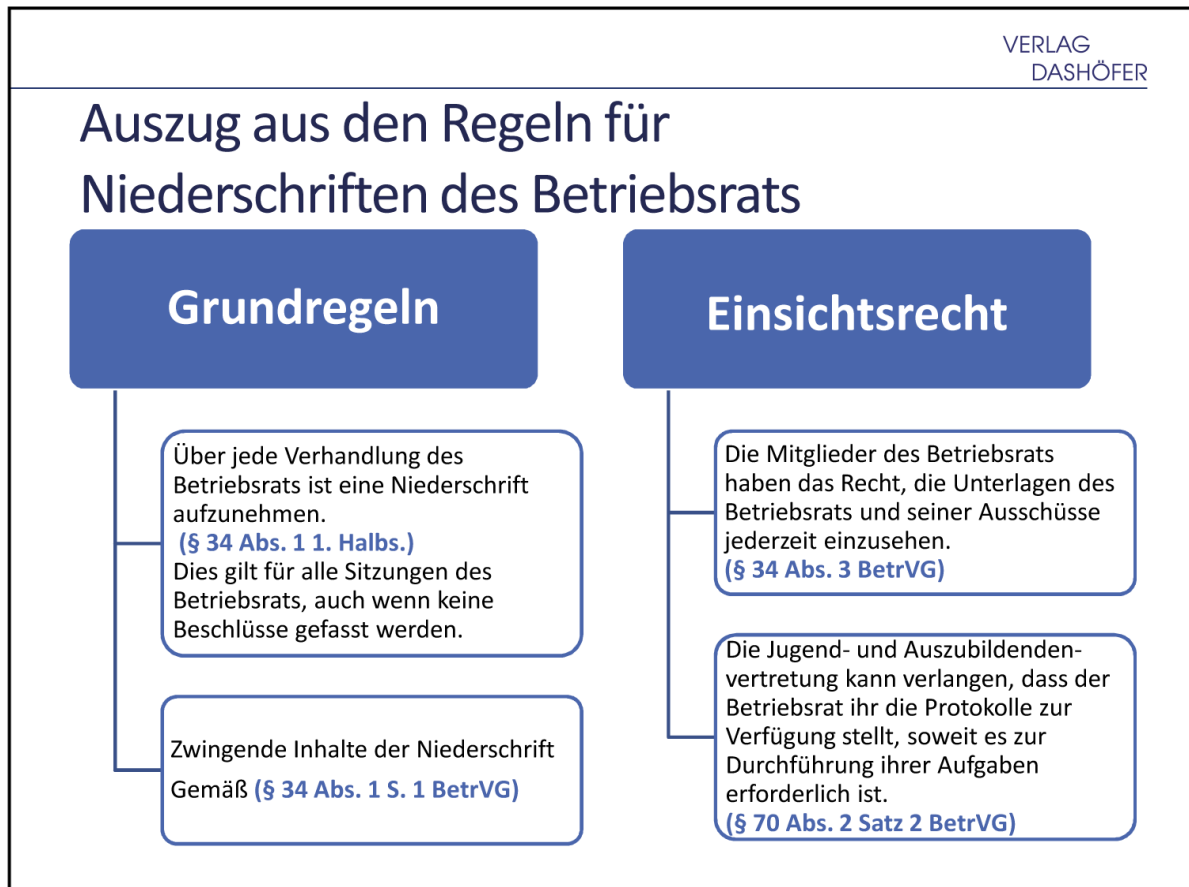 VERLAG
DASHÖFER
Auszug aus den Regeln für
Niederschriften des Betriebsrats
Grundregeln
Über jede Verhandlung des
Betriebsrats ist eine Niederschrift
aufzunehmen.
(§ 34 Abs. 1 1. Halbs.)
Dies gilt für alle Sitzungen des
Betriebsrats, auch wenn keine
Beschlüsse gefasst werden.
Zwingende Inhalte der Niederschrift
Gemäß (§ 34 Abs. 1 S. 1 BetrVG)
Einsichtsrecht
Die Mitglieder des Betriebsrats
haben das Recht, die Unterlagen des
Betriebsrats und seiner Ausschüsse
jederzeit einzusehen.
(§ 34 Abs. 3 BetrVG)
Die Jugend- und Auszubildenden-
vertretung kann verlangen, dass der
Betriebsrat ihr die Protokolle zur
Verfügung stellt, soweit es zur
Durchführung ihrer Aufgaben
erforderlich ist.
(§ 70 Abs. 2 Satz 2 BetrVG)